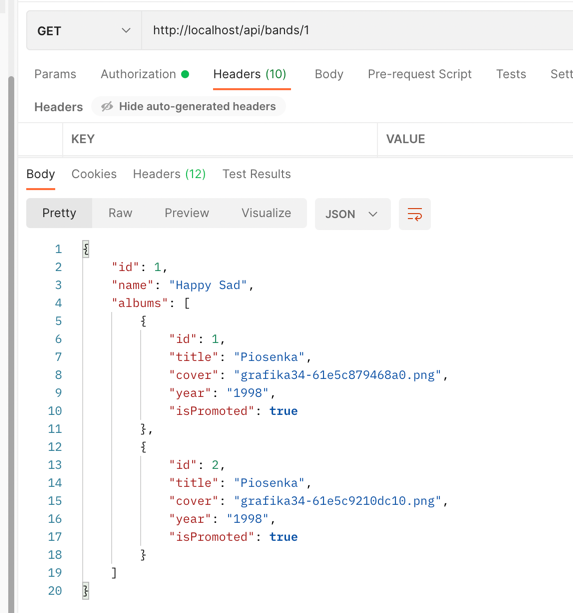 GET http://localhost/api/bands/1
Params Authorization Headers (10) Body Pre-request Script Tests Sett
Headers Hide auto-generated headers
KEY VALUE
Body Cookies Headers (12) Test Results
Pretty Raw Preview Visualize JSON
1 {
2 "id": 1,
3 "name": "Happy Sad",
4 "albums": [
5 {
6 "id": 1,
7 "title": "Piosenka",
8 "cover": "grafika34-61e5c879468a0.png",
9 "year": "1998",
10 "isPromoted": true
11 },
12 {
13 "id": 2,
14 "title": "Piosenka",
15 "cover": "grafika34-61e5c9210dc10.png",
16 "year": "1998",
17 "isPromoted": true
18 }
19 ]
20 }